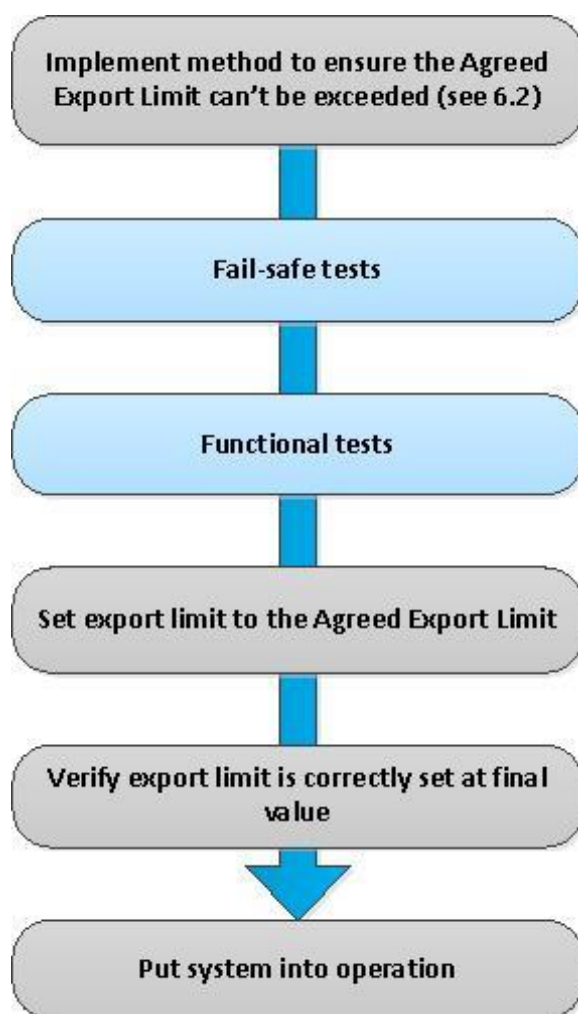 Implement method to ensure the Agreed
Export Limit can't be exceeded (see 6.2)
Fail-safe tests
Functional tests
Set export limit to the Agreed Export Limit
Verify export limit is correctly set at final
value
Put system into operation